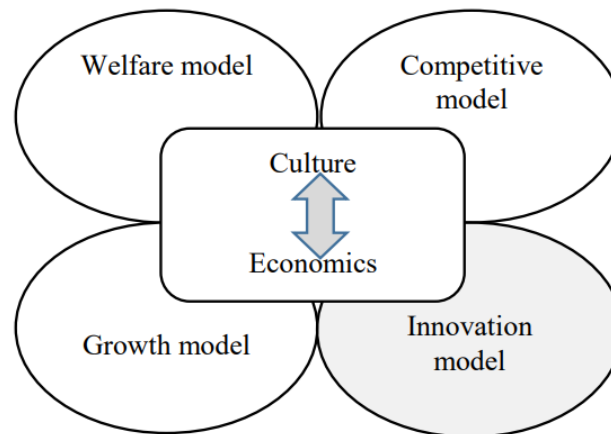 Welfare model
Competitive
model
Culture
Economics
Growth model
Innovation
model